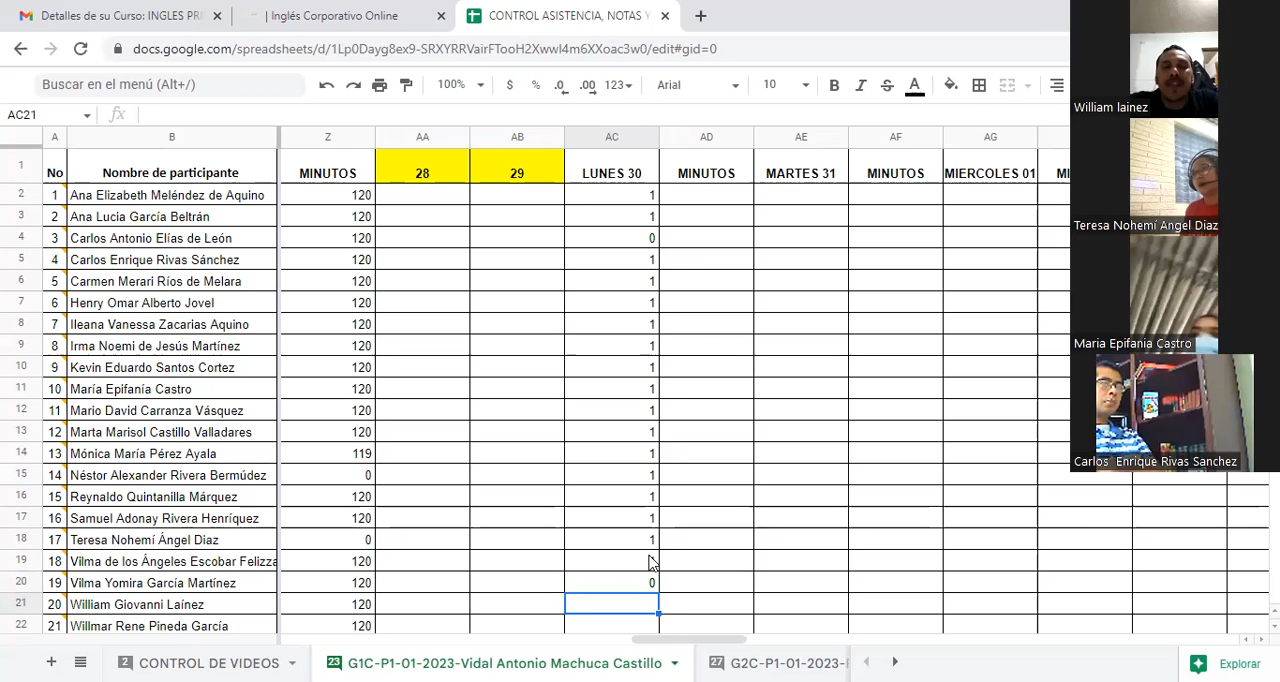 Detalles de su Curso: INGLES PRI
| Inglés Corporativo Online
CONTROL ASISTENCIA, NOTAS Y
docs.google.com/spreadsheets/d/1Lp0Dayg8ex9-SRXYRRVairFTooH2XwwI4m6XXoac3w0/edit#gid=0
Buscar en el menú (Alt+/) 100% $ % .0 .00 123 Arial 10 B I S A
AC21 fx
A B Z AA AB AC AD AE AF AG
1 No Nombre de participante MINUTOS 28 29 LUNES 30 MINUTOS MARTES 31 MINUTOS MIERCOLES 01 MI
2 1 Ana Elizabeth Meléndez de Aquino 120 1
3 2 Ana Lucia García Beltrán 120 1
4 3 Carlos Antonio Elías de León 120 0
5 4 Carlos Enrique Rivas Sánchez 120 1
6 5 Carmen Merari Ríos de Melara 120 1
7 6 Henry Omar Alberto Jovel 120 1
8 7 Ileana Vanessa Zacarias Aquino 120 1
9 8 Irma Noemi de Jesús Martínez 120 1
10 9 Kevin Eduardo Santos Cortez 120 1
11 10 María Epifanía Castro 120 1
12 11 Mario David Carranza Vásquez 120 1
13 12 Marta Marisol Castillo Valladares 120 1
14 13 Mónica María Pérez Ayala 119 1
15 14 Néstor Alexander Rivera Bermúdez 0 1
16 15 Reynaldo Quintanilla Márquez 120 1
17 16 Samuel Adonay Rivera Henríquez 120 1
18 17 Teresa Nohemí Ángel Diaz 0 1
19 18 Vilma de los Ángeles Escobar Felizza 120 1
20 19 Vilma Yomira García Martínez 120 0
21 20 William Giovanni Laínez 120
22 21 Willmar Rene Pineda García 120
2 CONTROL DE VIDEOS 23 G1C-P1-01-2023-Vidal Antonio Machuca Castillo 27 G2C-P1-01-2023- Explorar
William lainez
Teresa Nohemí Angel Diaz
Maria Epifania Castro
Carlos Enrique Rivas Sanchez